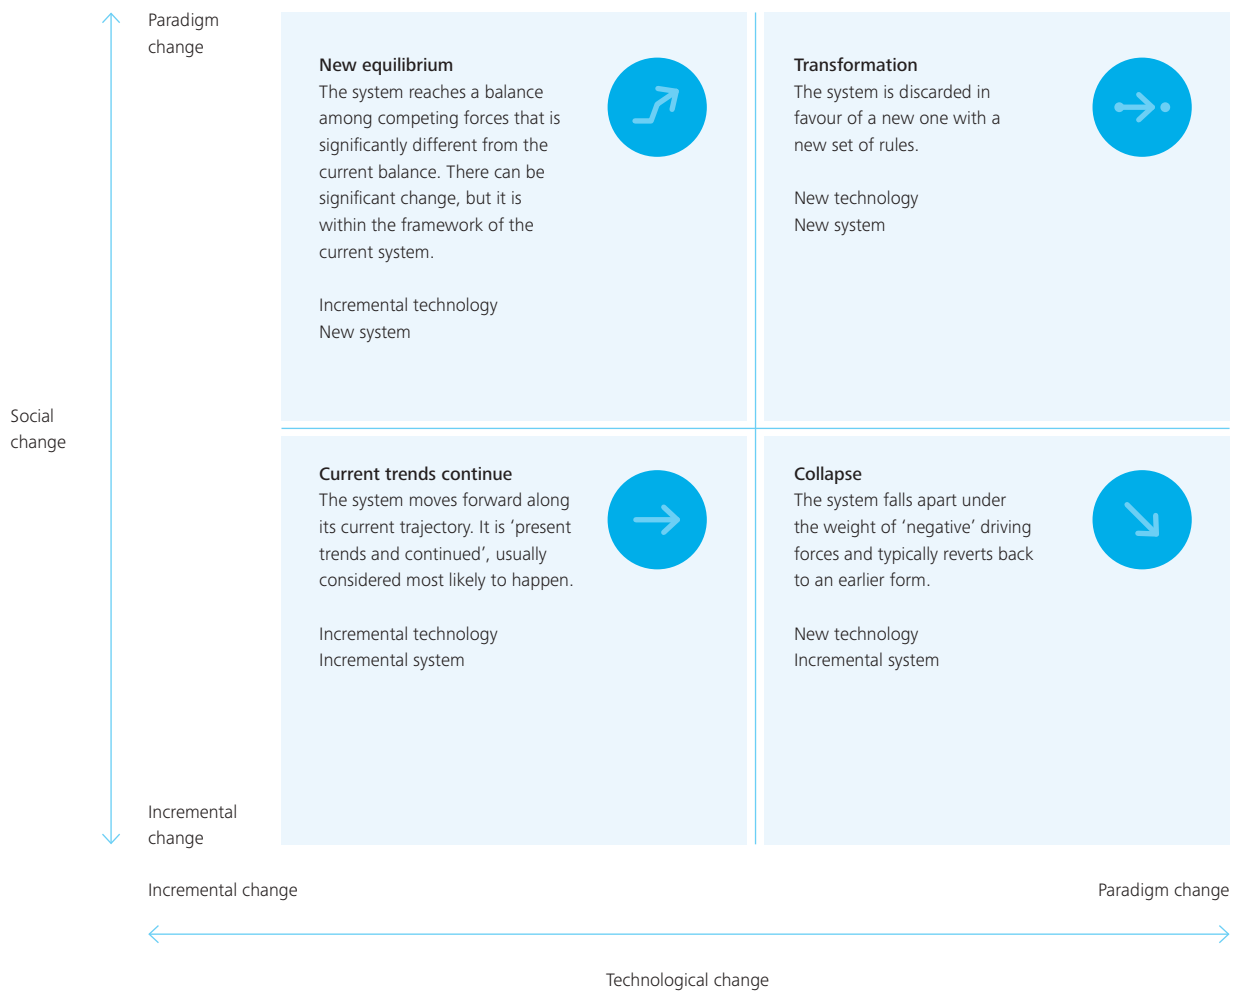 Paradigm
change
New equilibrium
The system reaches a balance
among competing forces that is
significantly different from the
current balance. There can be
significant change, but it is
within the framework of the
current system.
Incremental technology
New system
Transformation
The system is discarded in
favour of a new one with a
new set of rules.
New technology
New system
Social
change
Current trends continue
The system moves forward along
its current trajectory. It is ‘present
trends and continued’, usually
considered most likely to happen.
Incremental technology
Incremental system
Collapse
The system falls apart under
the weight of ‘negative’ driving
forces and typically reverts back
to an earlier form.
New technology
Incremental system
Incremental
change
Incremental change
Paradigm change
Technological change